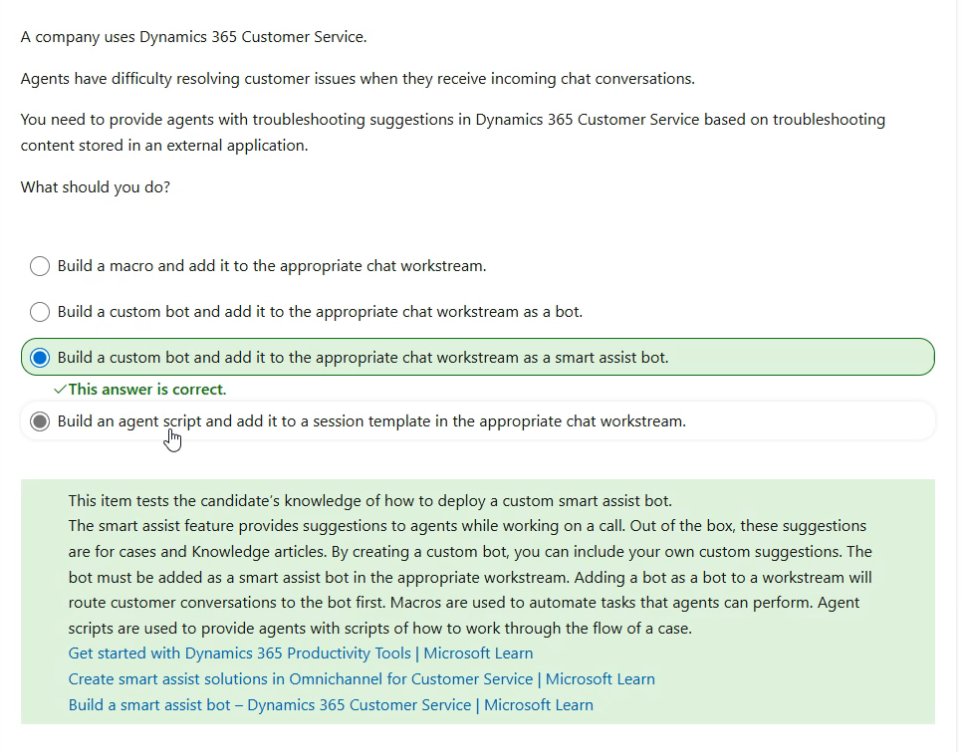 A company uses Dynamics 365 Customer Service.
Agents have difficulty resolving customer issues when they receive incoming chat conversations.
You need to provide agents with troubleshooting suggestions in Dynamics 365 Customer Service based on troubleshooting
content stored in an external application.
What should you do?
Build a macro and add it to the appropriate chat workstream.
Build a custom bot and add it to the appropriate chat workstream as a bot.
Build a custom bot and add it to the appropriate chat workstream as a smart assist bot.
✓This answer is correct.
Build an agent script and add it to a session template in the appropriate chat workstream.
This item tests the candidate's knowledge of how to deploy a custom smart assist bot.
The smart assist feature provides suggestions to agents while working on a call. Out of the box, these suggestions
are for cases and Knowledge articles. By creating a custom bot, you can include your own custom suggestions. The
bot must be added as a smart assist bot in the appropriate workstream. Adding a bot as a bot to a workstream will
route customer conversations to the bot first. Macros are used to automate tasks that agents can perform. Agent
scripts are used to provide agents with scripts of how to work through the flow of a case.
Get started with Dynamics 365 Productivity Tools | Microsoft Learn
Create smart assist solutions in Omnichannel for Customer Service | Microsoft Learn
Build a smart assist bot – Dynamics 365 Customer Service | Microsoft Learn